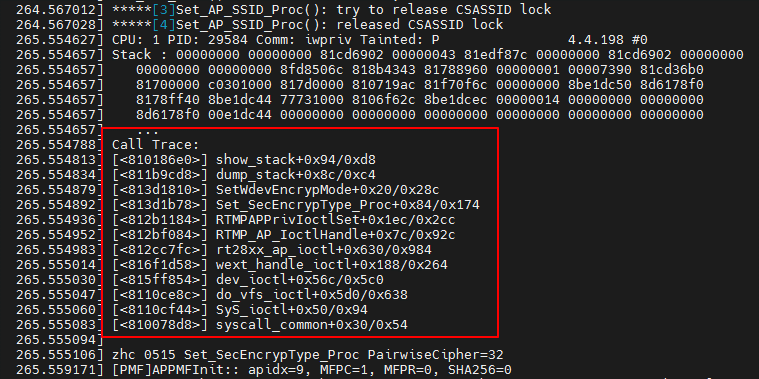 264.567012] *****[3]Set_AP_SSID_Proc(): try to release CSASSID lock
264.567028] *****[4]Set_AP_SSID_Proc(): released CSASSID lock
265.554627] CPU: 1 PID: 29584 Comm: iwpriv Tainted: P 4.4.198 #0
265.554657] Stack : 00000000 00000000 81cd6902 00000043 81edf87c 00000000 81cd6902 00000000
265.554657] 00000000 00000000 8fd8506c 818b4343 81788960 00000001 00007390 81cd36b0
265.554657] 81700000 c0301000 817d0000 810719ac 81f70f6c 00000000 8be1dc50 8d6178f0
265.554657] 8178ff40 8be1dc44 77731000 8106f62c 8be1dcec 00000014 00000000 00000000
265.554657] 8d6178f0 00e1dc44 00000000 00000000 00000000 00000000 00000000 00000000
265.554657] ...
265.554788] Call Trace:
265.554813] [<810186e0>] show_stack+0x94/0xd8
265.554834] [<811b9cd8>] dump_stack+0x8c/0xc4
265.554879] [<813d1810>] SetWdevEncrypMode+0x20/0x28c
265.554892] [<813d1b78>] Set_SecEncrypType_Proc+0x84/0x174
265.554936] [<812b1184>] RTMPAPPrivIoctlSet+0x1ec/0x2cc
265.554952] [<812bf084>] RTMP_AP_IoctlHandle+0x7c/0x92c
265.554983] [<812cc7fc>] rt28xx_ap_ioctl+0x630/0x984
265.555014] [<816f1d58>] wext_handle_ioctl+0x188/0x264
265.555030] [<815ff854>] dev_ioctl+0x56c/0x5c0
265.555047] [<8110ce8c>] do_vfs_ioctl+0x5d0/0x638
265.555060] [<8110cf44>] SyS_ioctl+0x50/0x94
265.555083] [<810078d8>] syscall_common+0x30/0x54
265.555094]
265.555106] zhc 0515 Set_SecEncrypType_Proc PairwiseCipher=32
265.559171] [PMF]APPMFInit:: apidx=9, MFPC=1, MFPR=0, SHA256=0